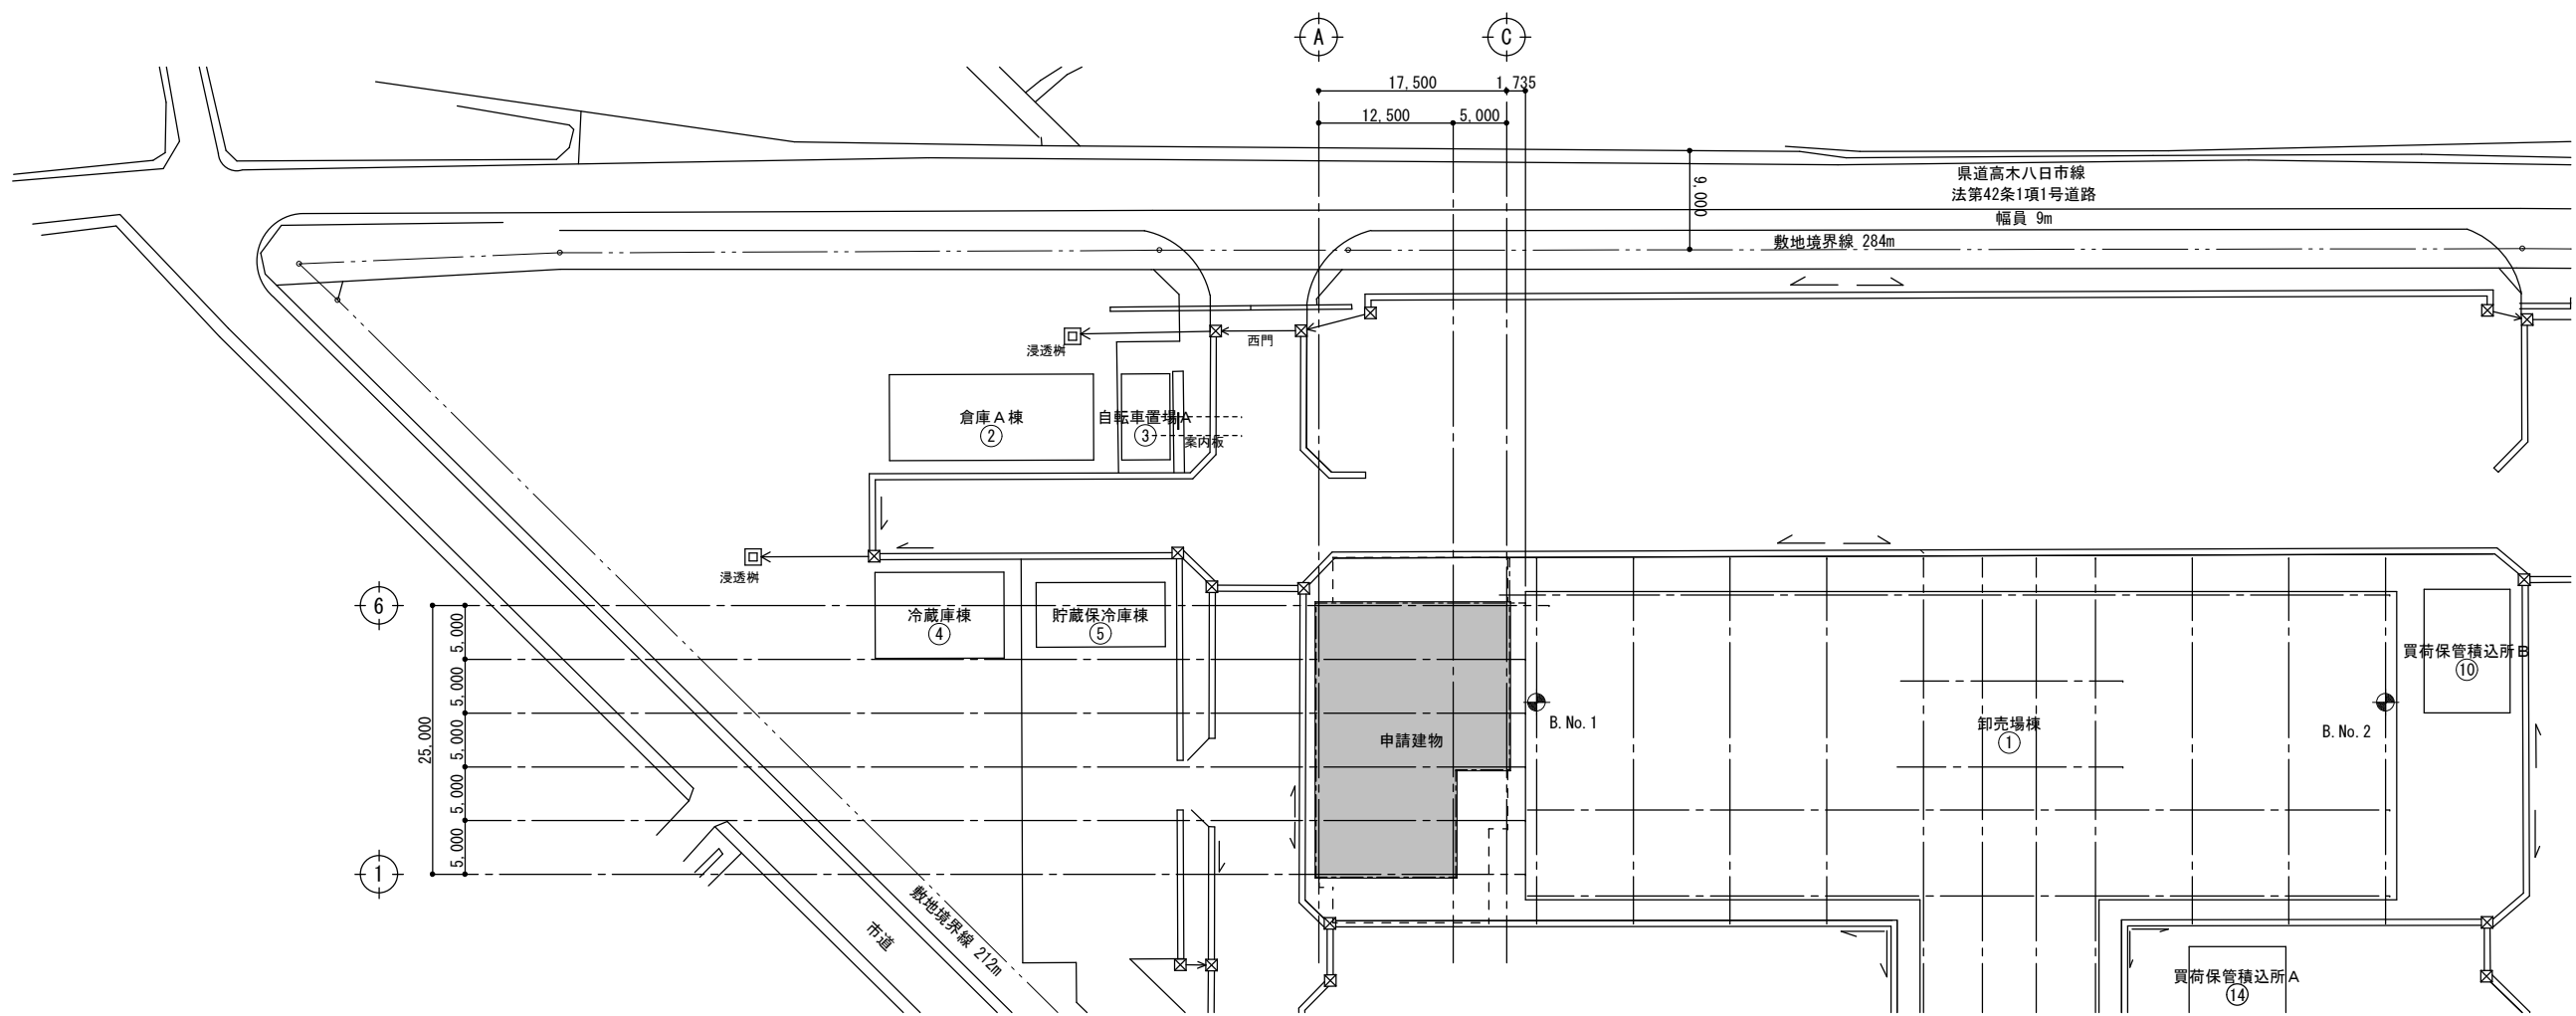 A
C
17,500
1,735
12,500
5,000
9,000
県道高木八日市線
法第42条1項1号道路
幅員 9m
敷地境界線 284m
浸透桝
西門
倉庫A棟
②
自転車置場A
③
案内板
浸透桝
6
冷蔵庫棟
④
貯蔵保冷庫棟
⑤
5,000
5,000
5,000
5,000
5,000
25,000
1
申請建物
B.No.1
卸売場棟
①
B.No.2
買荷保管積込所B
⑩
敷地境界線 212m
市道
買荷保管積込所A
⑭